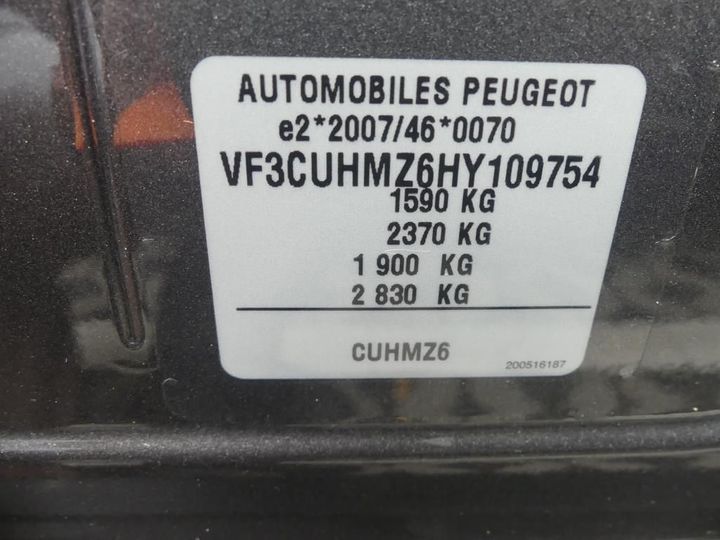 AUTOMOBILES PEUGEOT
e2*2007/46*0070
VF3CUHMZ6HY109754
1590 KG
2370 KG
1 900 KG
2 830 KG
CUHMZ6
200516187